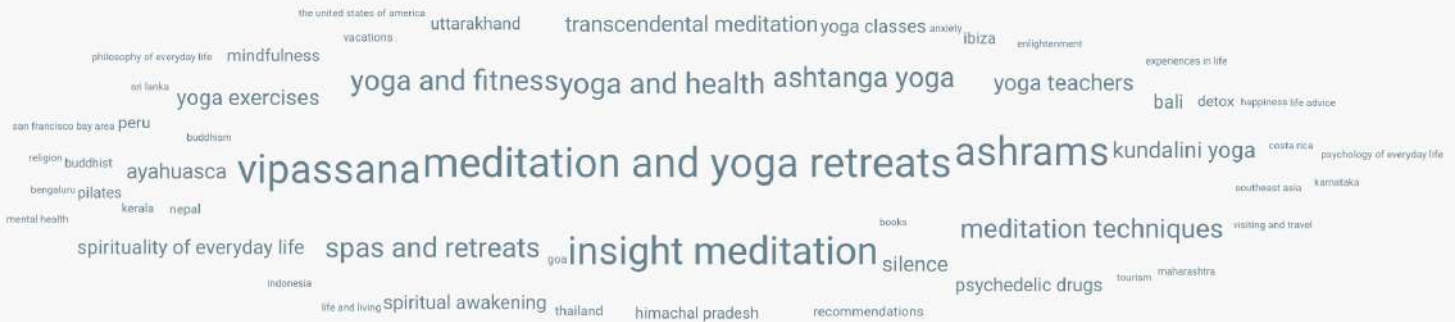 the united states of america
uttarakhand
transcendental meditation
yoga classes
anxiety
ibiza
vacations
enlightenment
philosophy of everyday life
mindfulness
experiences in life
yoga and fitness
yoga and health
ashtanga yoga
yoga teachers
sri lanka
yoga exercises
bali
detox
happiness
life advice
san francisco bay area
peru
buddhism
religion
buddhist
ayahuasca
vipassana
meditation and yoga retreats
ashrams
kundalini yoga
costa rica
psychology of everyday life
bengaluru
pilates
southeast asia
karnataka
kerala
nepal
mental health
books
spirituality of everyday life
spas and retreats
goa
insight meditation
silence
meditation techniques
visiting and travel
indonesia
psychedelic drugs
tourism
maharashtra
life and living
spiritual awakening
thailand
himachal pradesh
recommendations